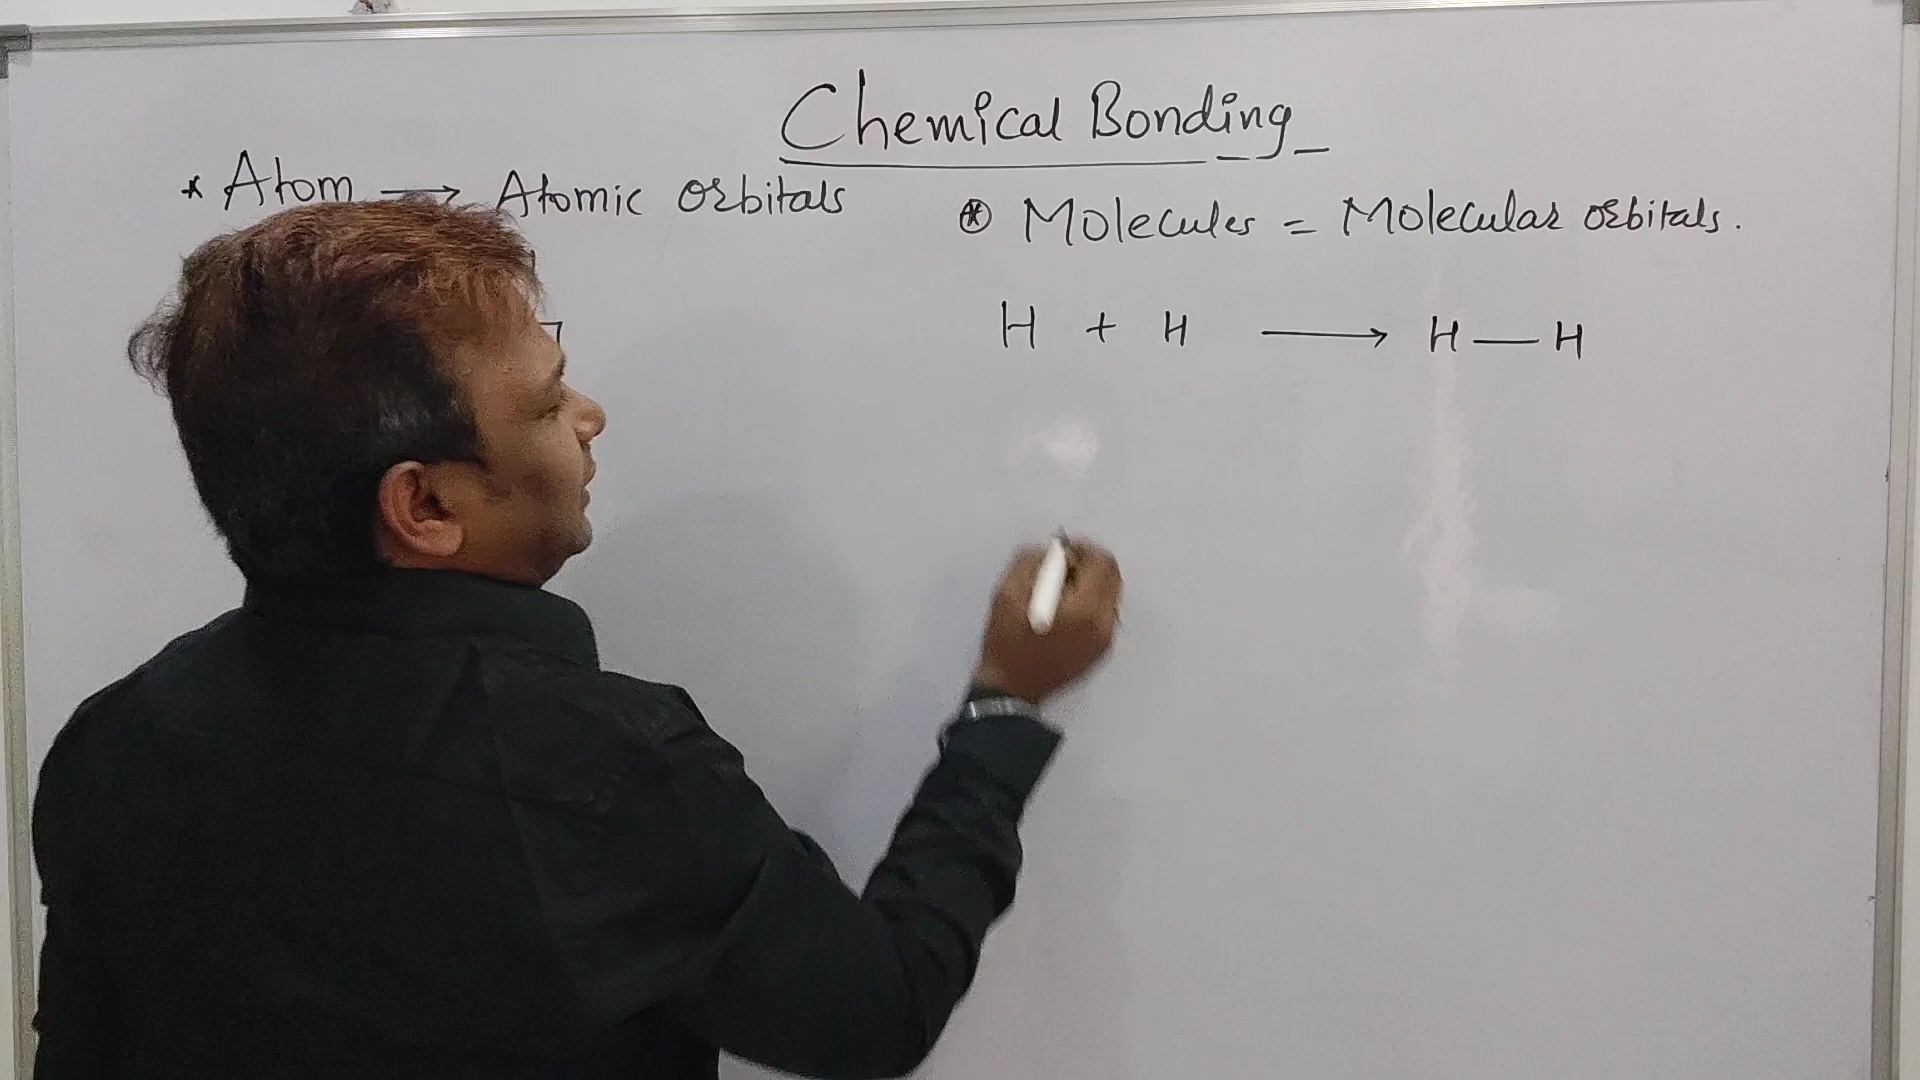 Chemical Bonding
* Atom → Atomic orbitals
* Molecules = Molecular orbitals.
H + H → H — H